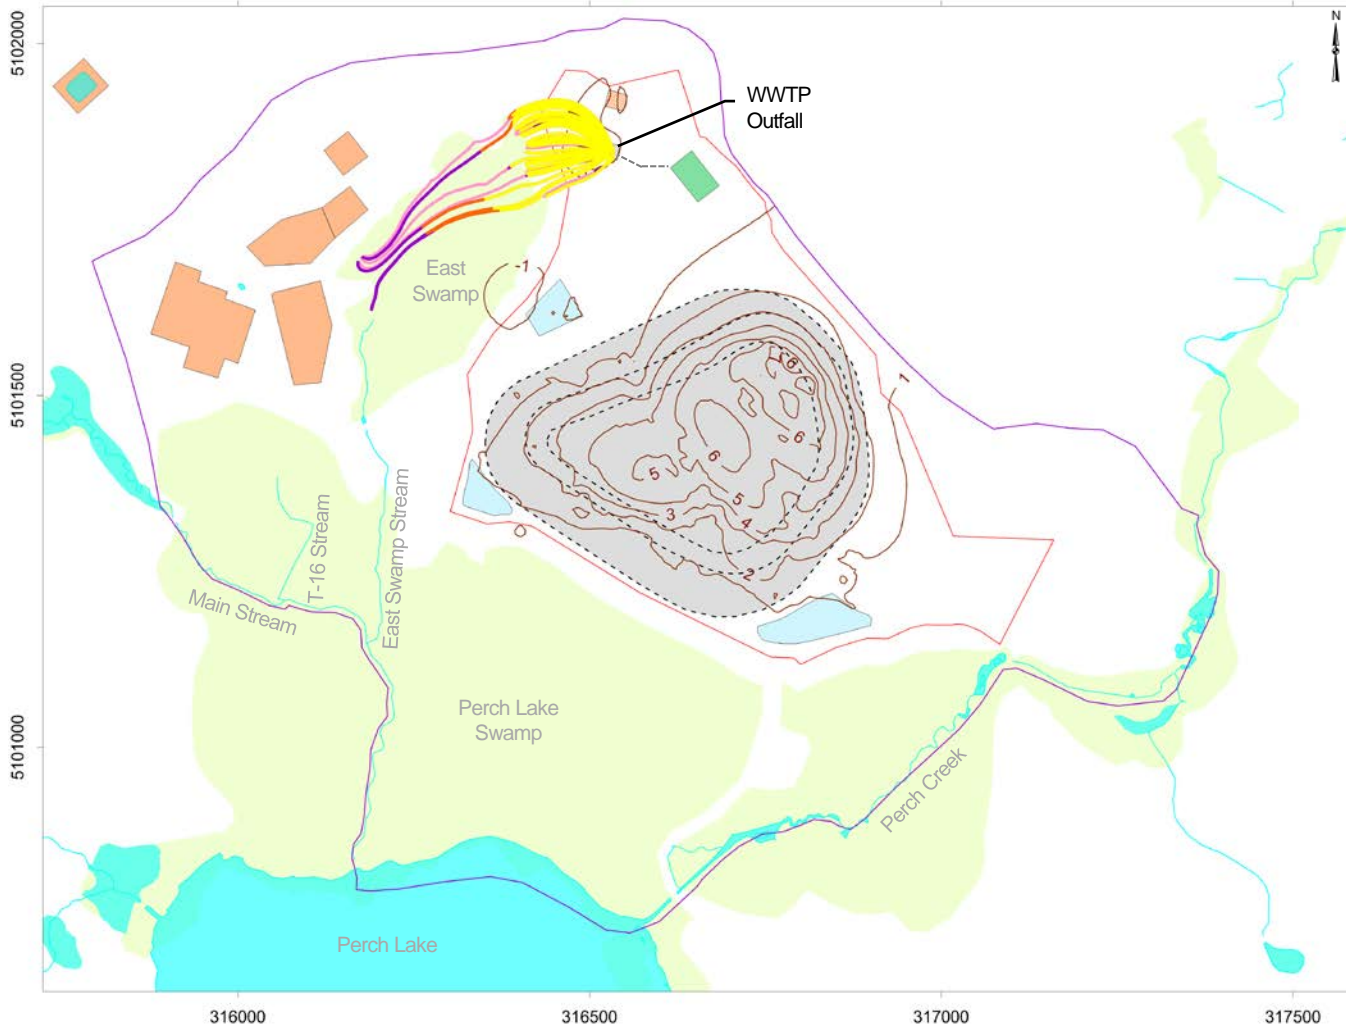 N
5102000
WWTP
Outfall
East
Swamp
-1
1
5101500
6
6
6
5
5
3
4
2
T-16 Stream
East Swamp Stream
Main Stream
Perch Lake
Swamp
5101000
Perch Creek
Perch Lake
316000
316500
317000
317500